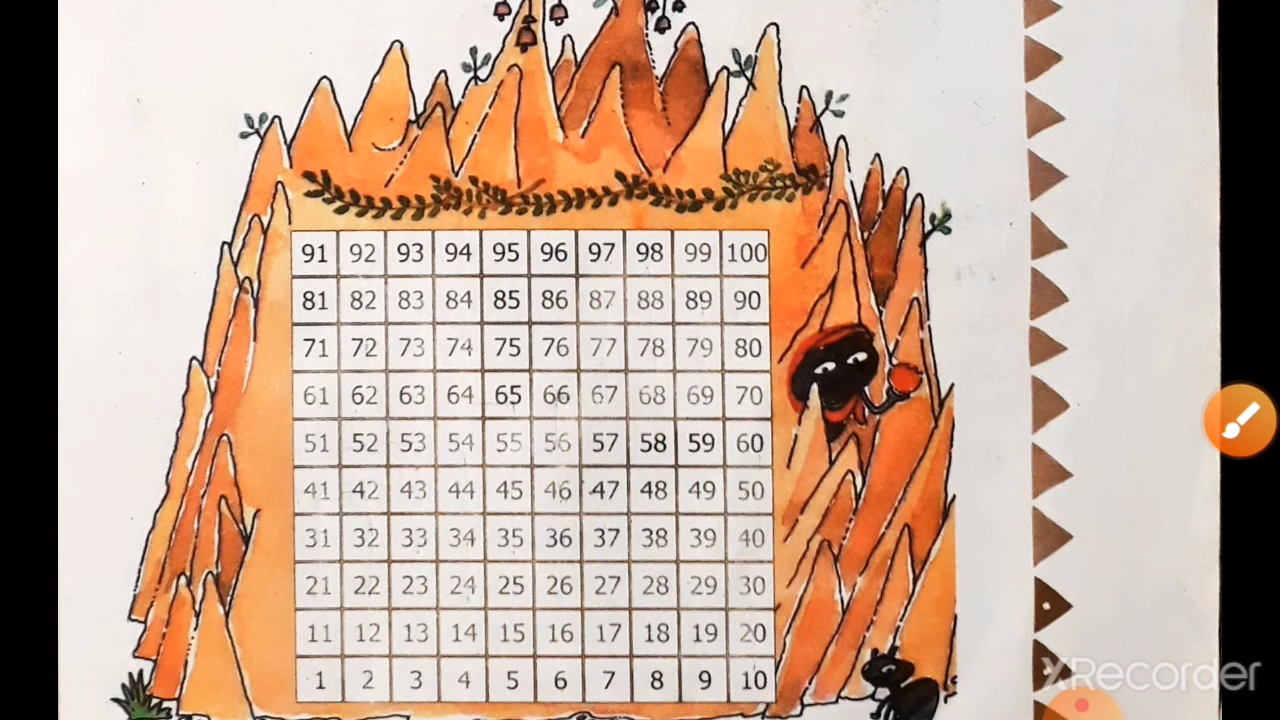 91 92 93 94 95 96 97 98 99 100
81 82 83 84 85 86 87 88 89 90
71 72 73 74 75 76 77 78 79 80
61 62 63 64 65 66 67 68 69 70
51 52 53 54 55 56 57 58 59 60
41 42 43 44 45 46 47 48 49 50
31 32 33 34 35 36 37 38 39 40
21 22 23 24 25 26 27 28 29 30
11 12 13 14 15 16 17 18 19 20
1 2 3 4 5 6 7 8 9 10
XRecorder